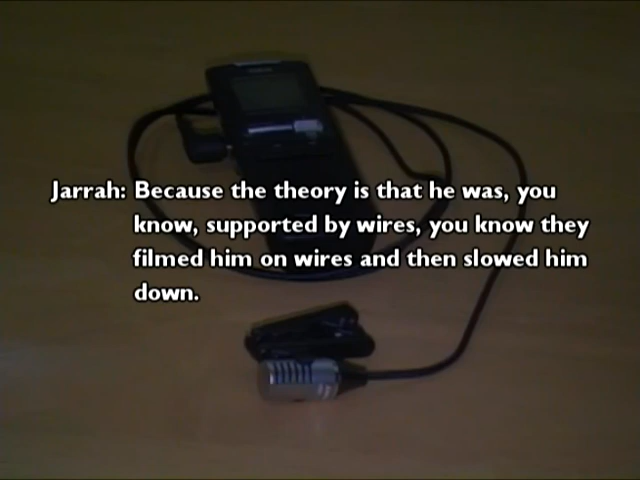 Jarrah: Because the theory is that he was, you
know, supported by wires, you know they
filmed him on wires and then slowed him
down.